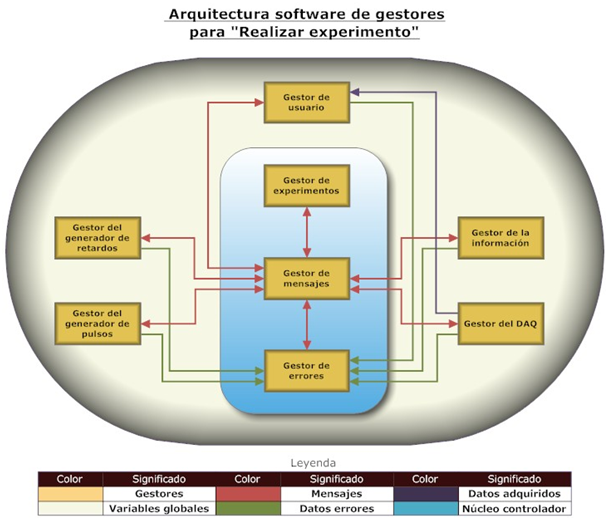 Arquitectura software de gestores
para "Realizar experimento"
Gestor de
usuario
Gestor de
experimentos
Gestor del
generador de
retardos
Gestor de la
información
Gestor de
mensajes
Gestor del
generador de
pulsos
Gestor del DAQ
Gestor de
errores
Leyenda
Color Significado Color Significado Color Significado
Gestores Mensajes Datos adquiridos
Variables globales Datos errores Núcleo controlador